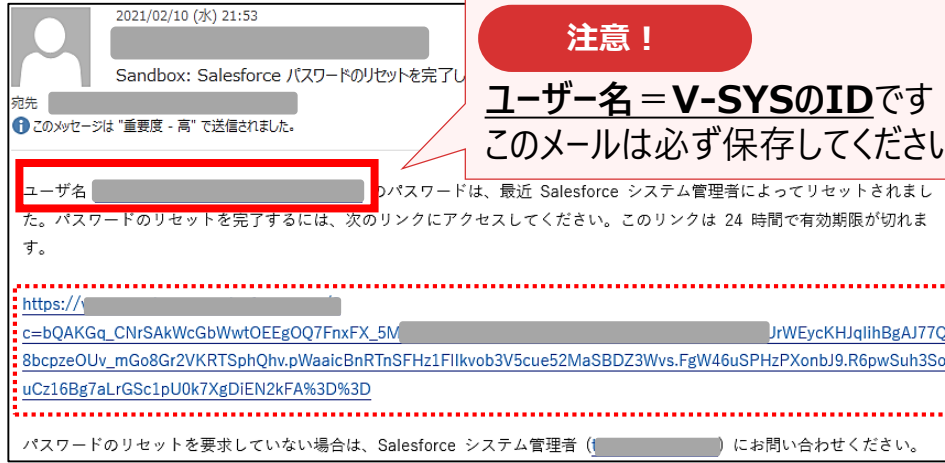 2021/02/10 (水) 21:53
Sandbox: Salesforce パスワードのリセットを完了し
宛先
このメッセージは "重要度 - 高" で送信されました。
注意！
ユーザー名＝V-SYSのIDです
このメールは必ず保存してください
ユーザ名 のパスワードは、最近 Salesforce システム管理者によってリセットされまし
た。パスワードのリセットを完了するには、次のリンクにアクセスしてください。このリンクは 24 時間で有効期限が切れま
す。
https://
c=bQAKGq_CNrSAkWcGbWwtOEEgOQ7FnxFX_5M JrWEycKHJqlihBgAJ77Q
8bcpzeOUv_mGo8Gr2VKRTSphQhv.pWaaicBnRTnSFHz1FIlkvob3V5cue52MaSBDZ3Wvs.FgW46uSPHzPXonbJ9.R6pwSuh3So
uCz16Bg7aLrGSc1pU0k7XgDiEN2kFA%3D%3D
パスワードのリセットを要求していない場合は、Salesforce システム管理者 ( ) にお問い合わせください。